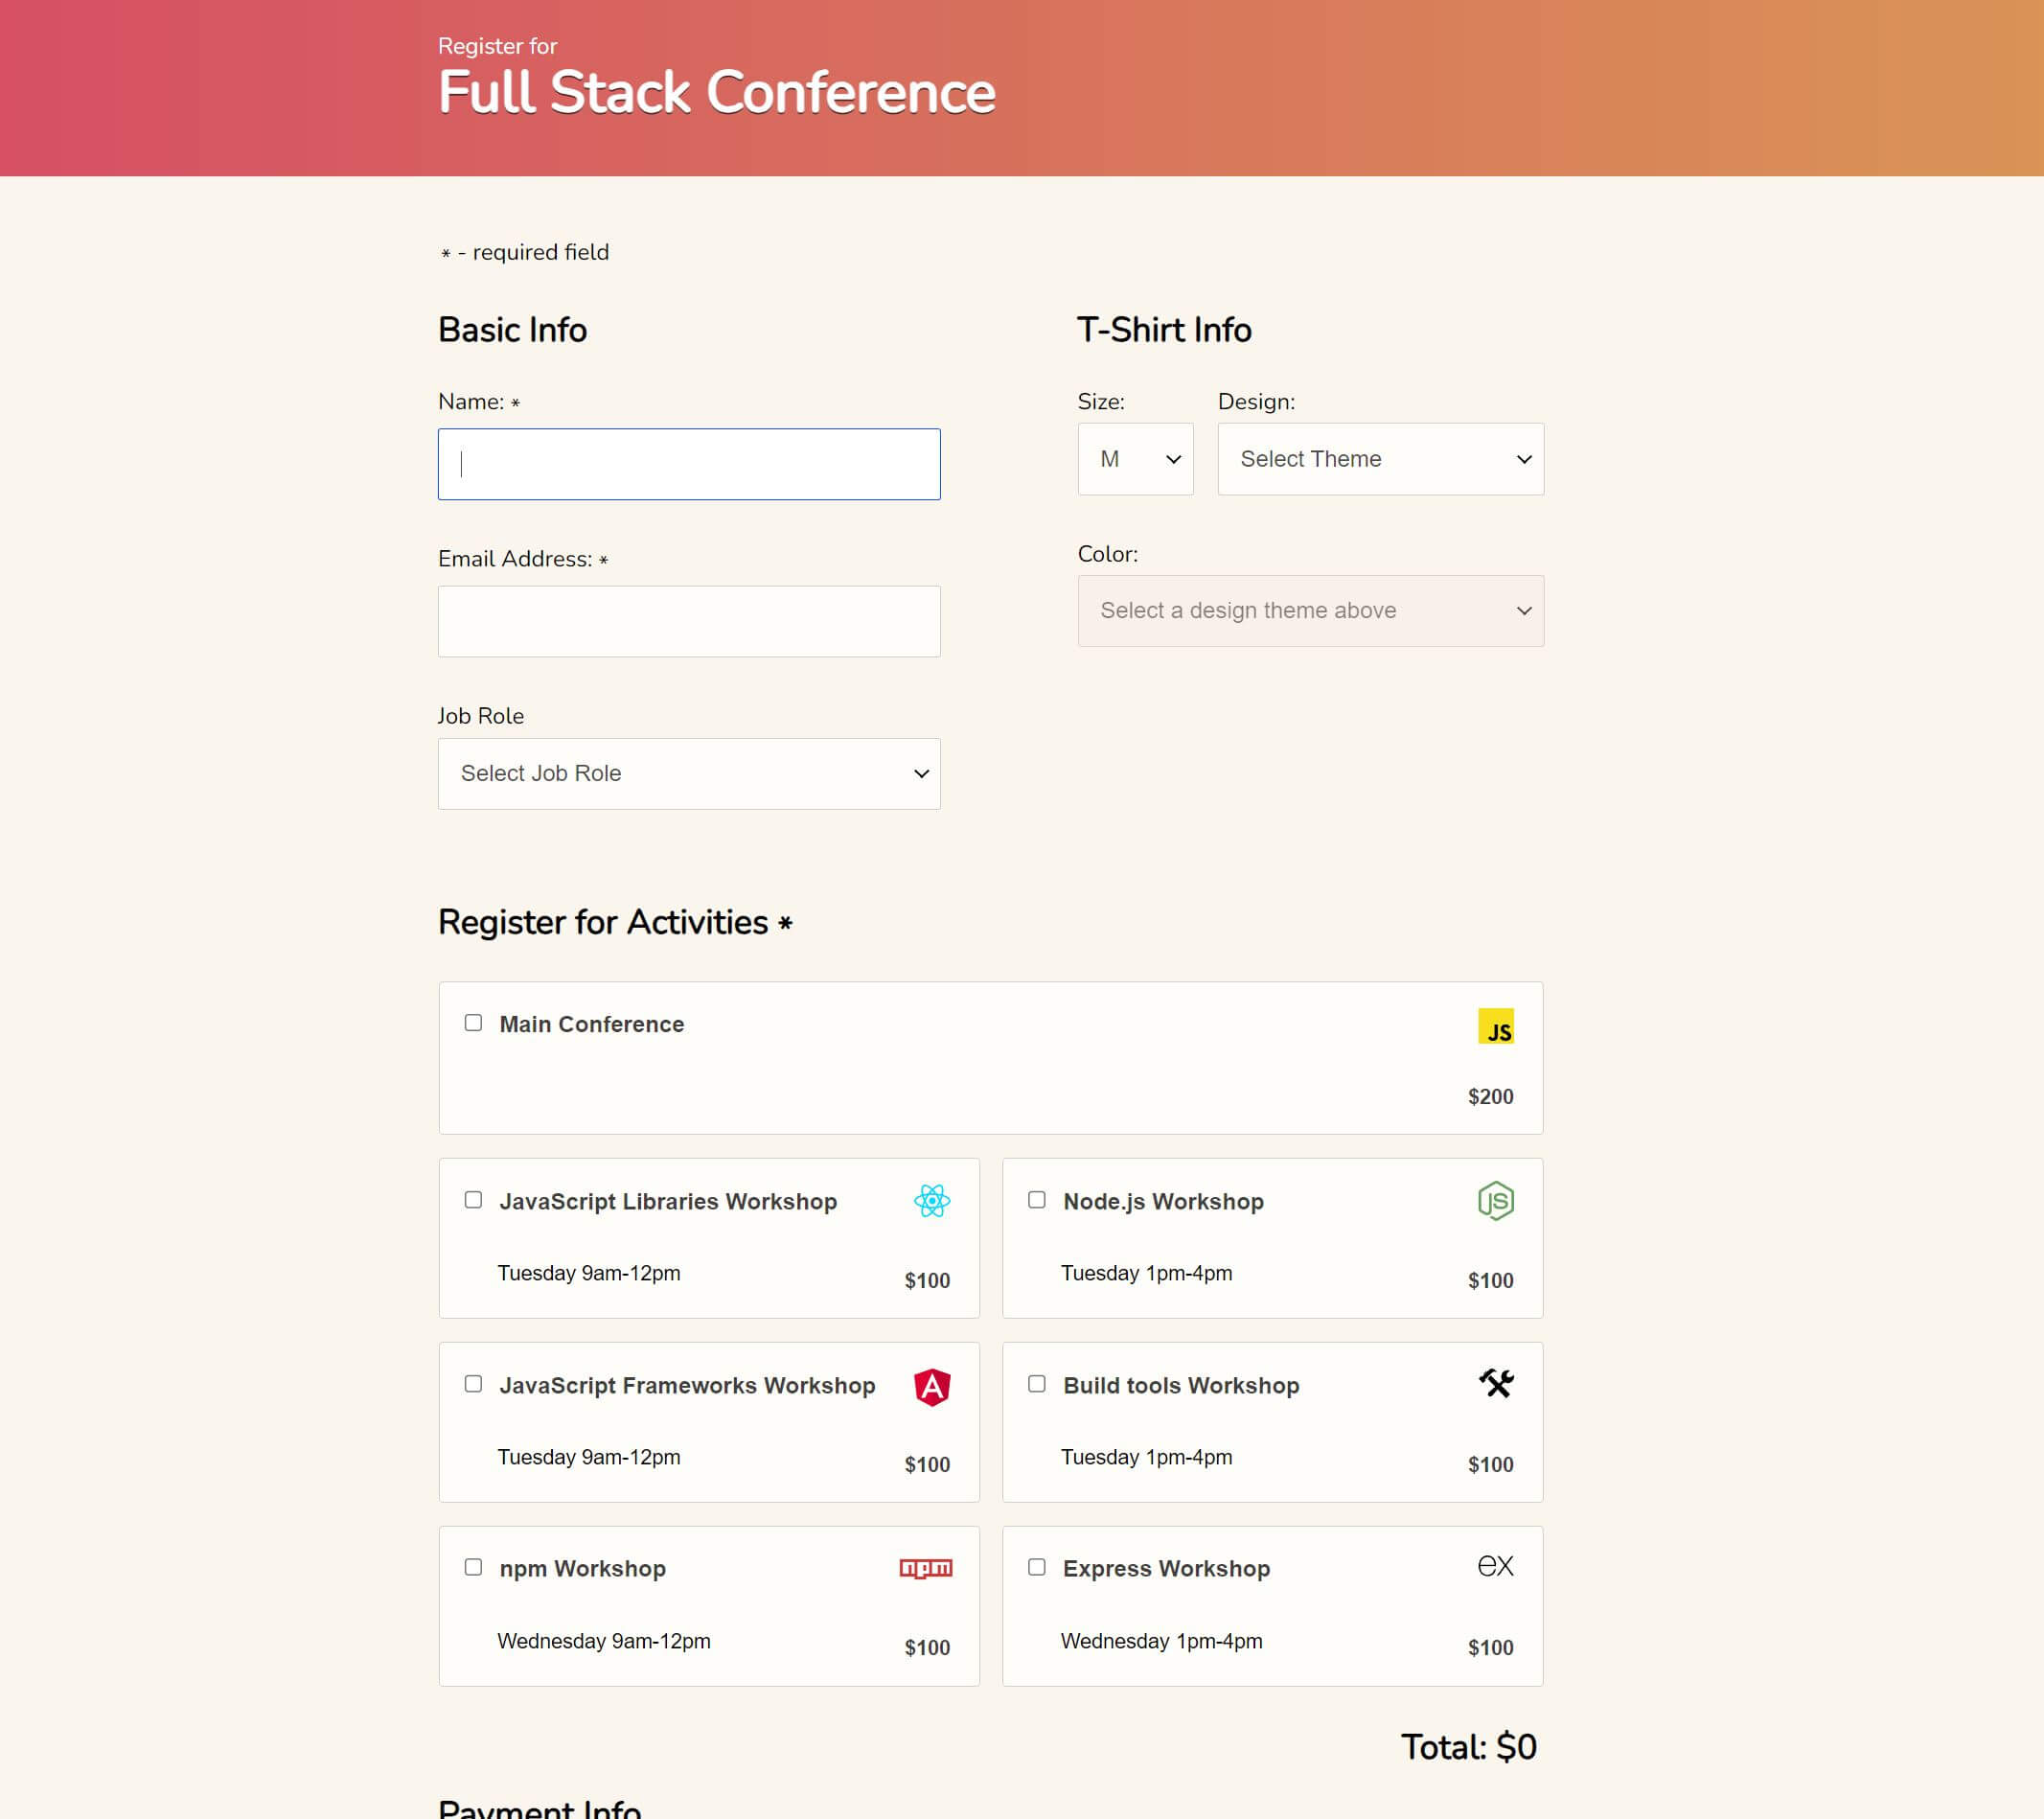 Register for
Full Stack Conference
* - required field
Basic Info
Name: *
Email Address: *
Job Role
Select Job Role
T-Shirt Info
Size:
Design:
M
Select Theme
Color:
Select a design theme above
Register for Activities *
Main Conference
JS
$200
JavaScript Libraries Workshop
Tuesday 9am-12pm
$100
Node.js Workshop
JS
Tuesday 1pm-4pm
$100
JavaScript Frameworks Workshop
A
Tuesday 9am-12pm
$100
Build tools Workshop
Tuesday 1pm-4pm
$100
npm Workshop
npm
Wednesday 9am-12pm
$100
Express Workshop
ex
Wednesday 1pm-4pm
$100
Total: $0
Payment Info